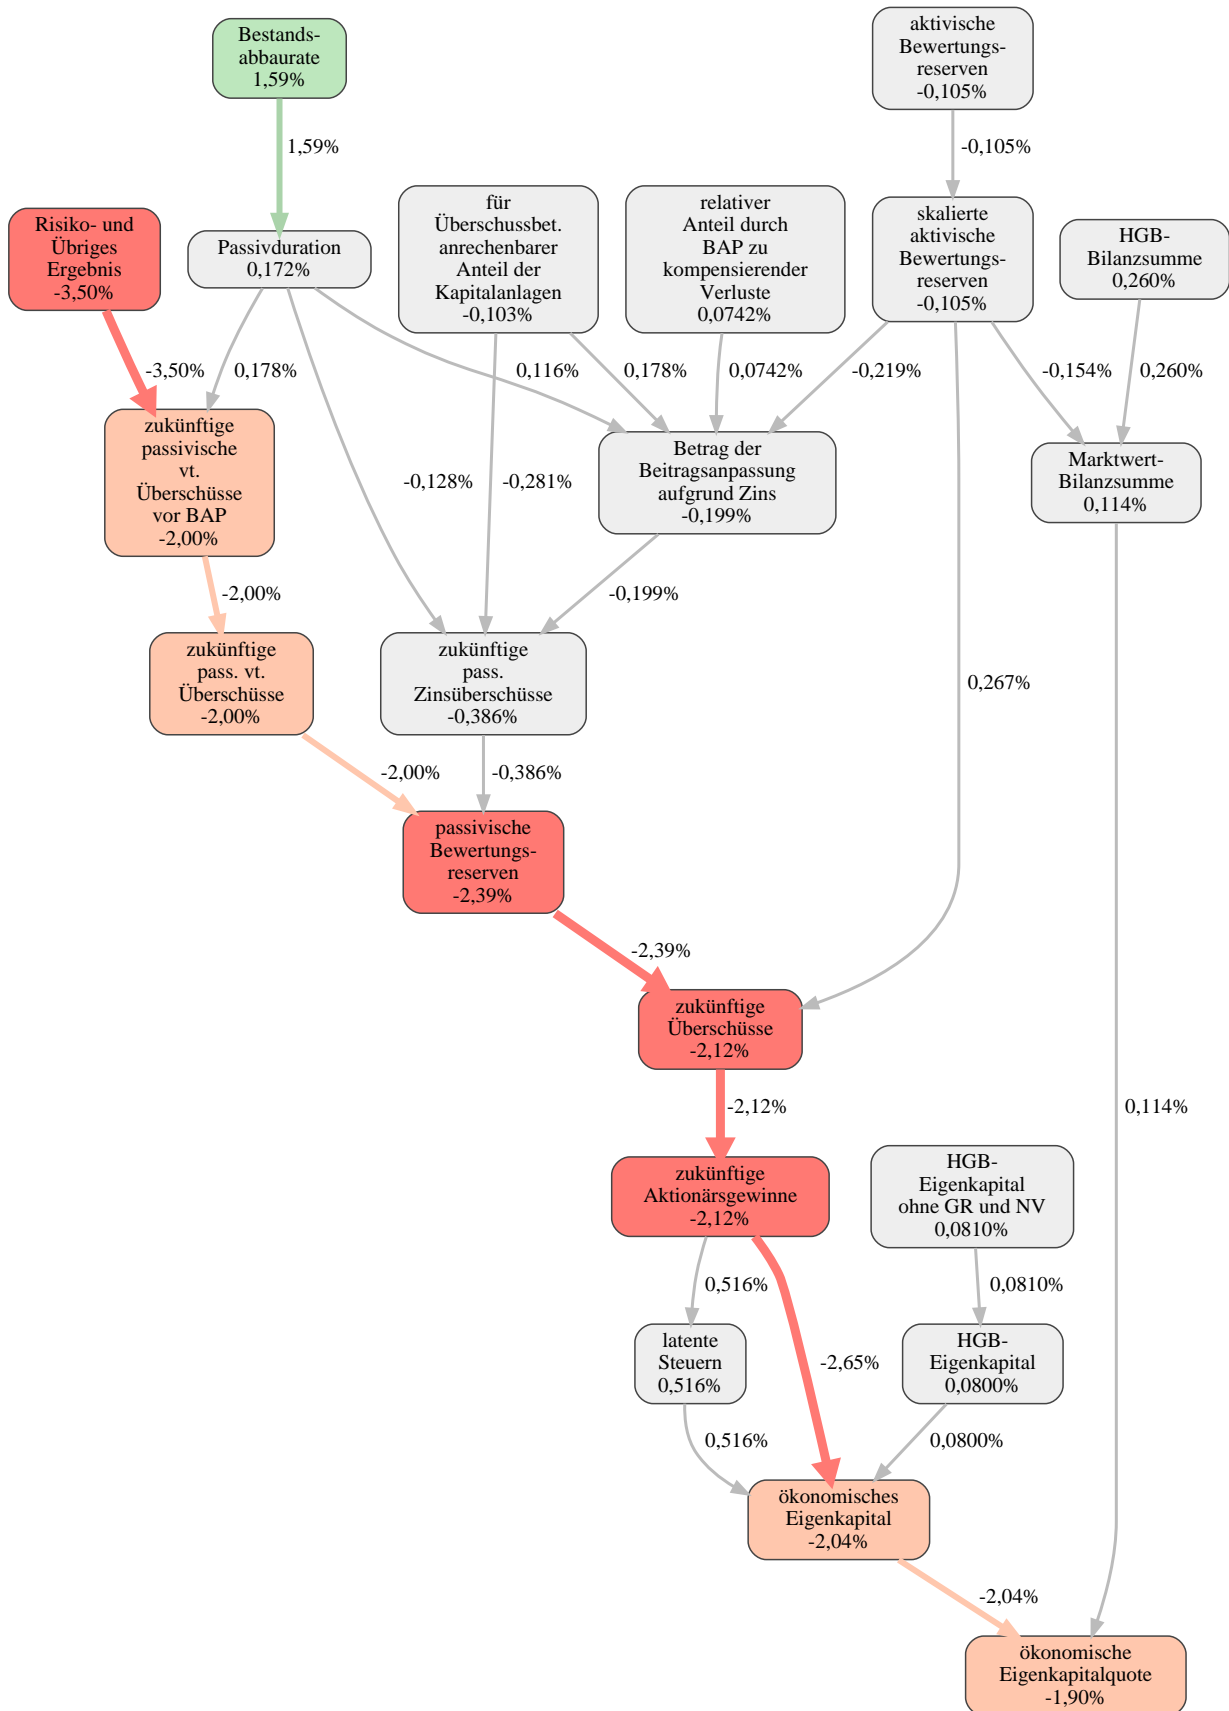 Bestands-
abbaurate
1,59%
aktivische
Bewertungs-
reserven
-0,105%
1,59%
-0,105%
Risiko- und
Übriges
Ergebnis
-3,50%
Passivduration
0,172%
für
Überschussbet.
anrechenbarer
Anteil der
Kapitalanlagen
-0,103%
relativer
Anteil durch
BAP zu
kompensierender
Verluste
0,0742%
skalierte
aktivische
Bewertungs-
reserven
-0,105%
HGB-
Bilanzsumme
0,260%
-3,50%
0,178%
0,116%
0,178%
0,0742%
-0,219%
-0,154%
0,260%
zukünftige
passivische
vt.
Überschüsse
vor BAP
-2,00%
-0,128%
-0,281%
Betrag der
Beitragsanpassung
aufgrund Zins
-0,199%
Marktwert-
Bilanzsumme
0,114%
-2,00%
-0,199%
zukünftige
pass. vt.
Überschüsse
-2,00%
zukünftige
pass.
Zinsüberschüsse
-0,386%
0,267%
-2,00%
-0,386%
passivische
Bewertungs-
reserven
-2,39%
-2,39%
zukünftige
Überschüsse
-2,12%
-2,12%
0,114%
zukünftige
Aktionärsgewinne
-2,12%
HGB-
Eigenkapital
ohne GR und NV
0,0810%
0,516%
0,0810%
latente
Steuern
0,516%
-2,65%
HGB-
Eigenkapital
0,0800%
0,516%
0,0800%
ökonomisches
Eigenkapital
-2,04%
-2,04%
ökonomische
Eigenkapitalquote
-1,90%